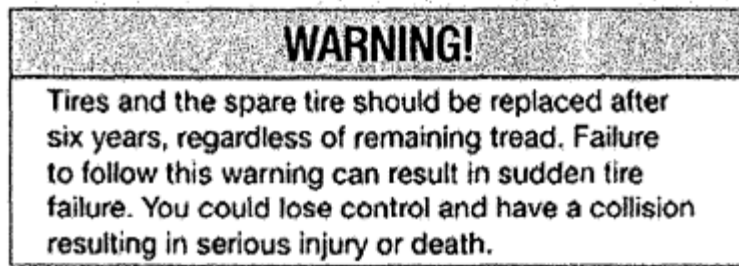 WARNING!
Tires and the spare tire should be replaced after
six years, regardless of remaining tread. Failure
to follow this warning can result in sudden tire
failure. You could lose control and have a collision
resulting in serious injury or death.